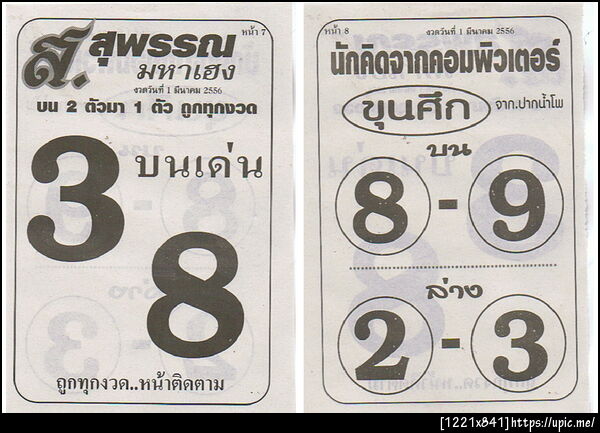 หน้า 7
ส. สุพรรณ
มหาเฮง
งวดวันที่ 1 มีนาคม 2556
บน 2 ตัวมา 1 ตัว ถูกทุกงวด
3 บนเด่น
8
ถูกทุกงวด..หน้าติดตาม
หน้า 8 งวดวันที่ 1 มีนาคม 2556
นักคิดจากคอมพิวเตอร์
ขุนศึก จาก.ปากน้ำโพ
บน
8 - 9
ล่าง
2 - 3
[1221x841]https://upic.me/